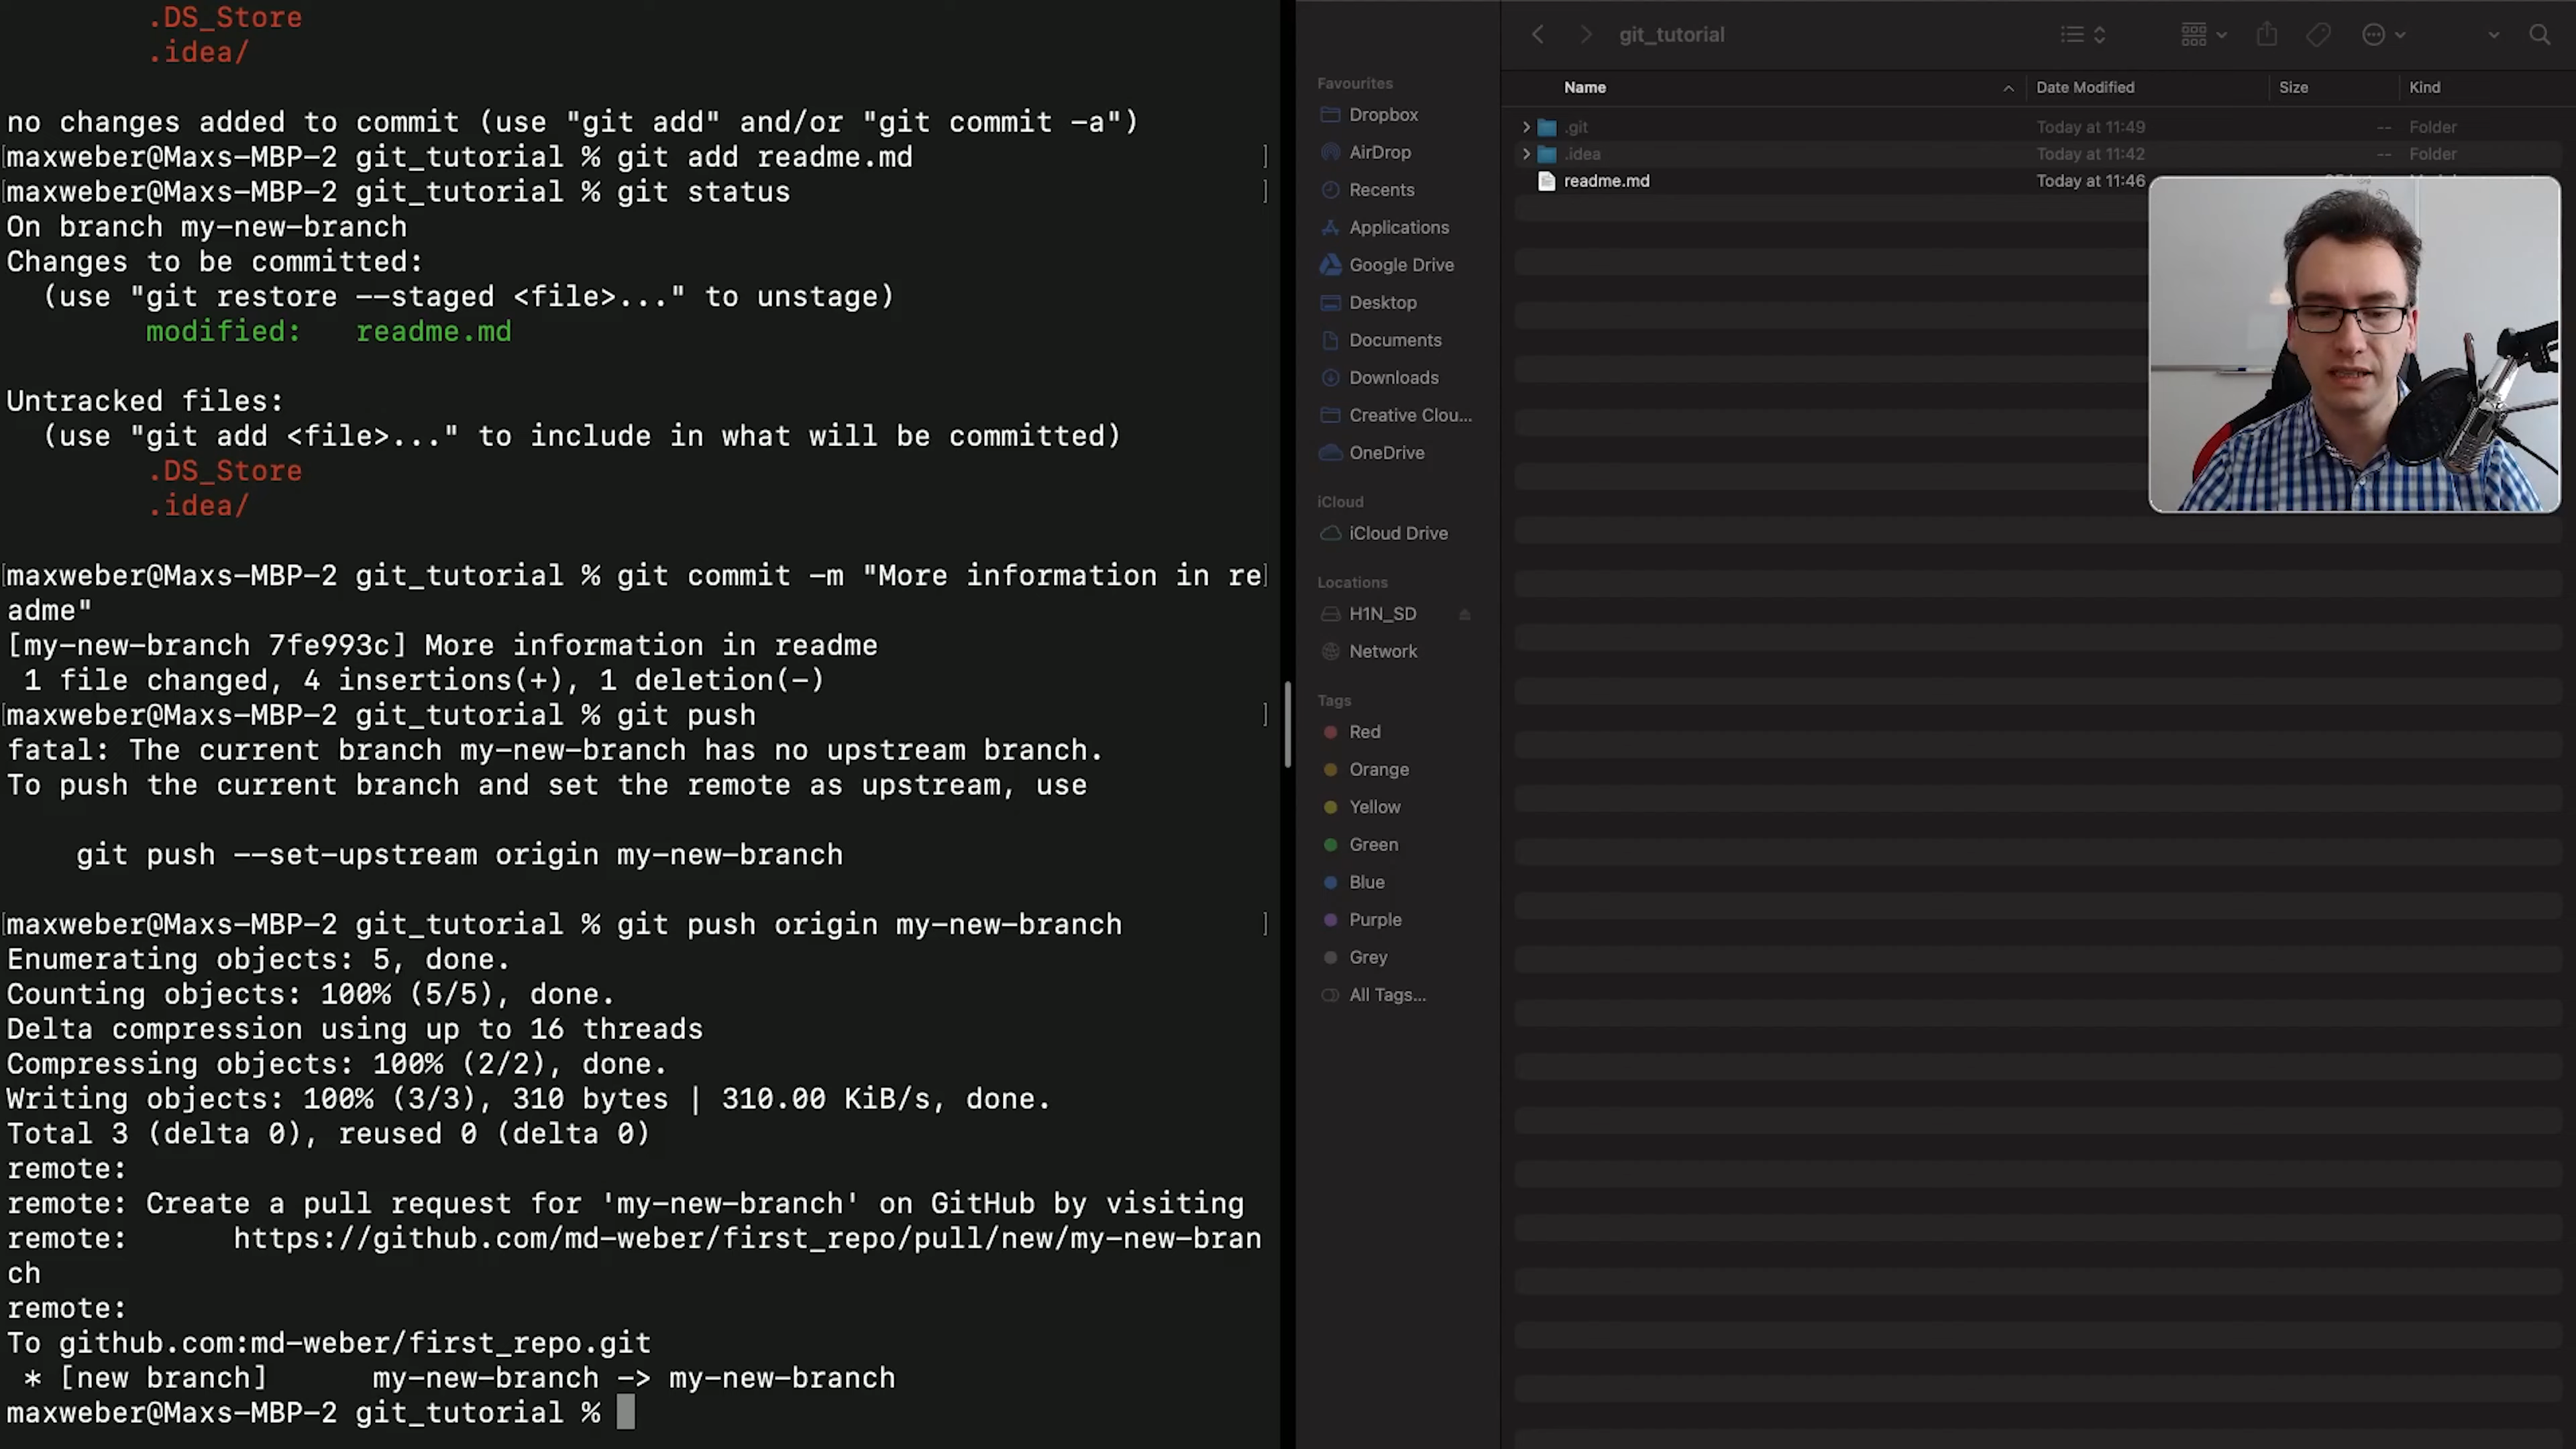 .DS_Store
.idea/
no changes added to commit (use "git add" and/or "git commit -a")
maxweber@Maxs-MBP-2 git_tutorial % git add readme.md
maxweber@Maxs-MBP-2 git_tutorial % git status
On branch my-new-branch
Changes to be committed:
(use "git restore --staged <file>..." to unstage)
modified: readme.md
Untracked files:
(use "git add <file>..." to include in what will be committed)
.DS_Store
.idea/
maxweber@Maxs-MBP-2 git_tutorial % git commit -m "More information in re
adme"
[my-new-branch 7fe993c] More information in readme
1 file changed, 4 insertions(+), 1 deletion(-)
maxweber@Maxs-MBP-2 git_tutorial % git push
fatal: The current branch my-new-branch has no upstream branch.
To push the current branch and set the remote as upstream, use
git push --set-upstream origin my-new-branch
maxweber@Maxs-MBP-2 git_tutorial % git push origin my-new-branch
Enumerating objects: 5, done.
Counting objects: 100% (5/5), done.
Delta compression using up to 16 threads
Compressing objects: 100% (2/2), done.
Writing objects: 100% (3/3), 310 bytes | 310.00 KiB/s, done.
Total 3 (delta 0), reused 0 (delta 0)
remote:
remote: Create a pull request for 'my-new-branch' on GitHub by visiting
remote: https://github.com/md-weber/first_repo/pull/new/my-new-bran
ch
remote:
To github.com:md-weber/first_repo.git
* [new branch] my-new-branch -> my-new-branch
maxweber@Maxs-MBP-2 git_tutorial %
Favourites
Dropbox
AirDrop
Recents
Applications
Google Drive
Desktop
Documents
Downloads
Creative Clou...
OneDrive
iCloud
iCloud Drive
Locations
H1N_SD
Network
Tags
Red
Orange
Yellow
Green
Blue
Purple
Grey
All Tags...
git_tutorial
Name Date Modified Size Kind
.git Today at 11:49 -- Folder
.idea Today at 11:42 -- Folder
readme.md Today at 11:46